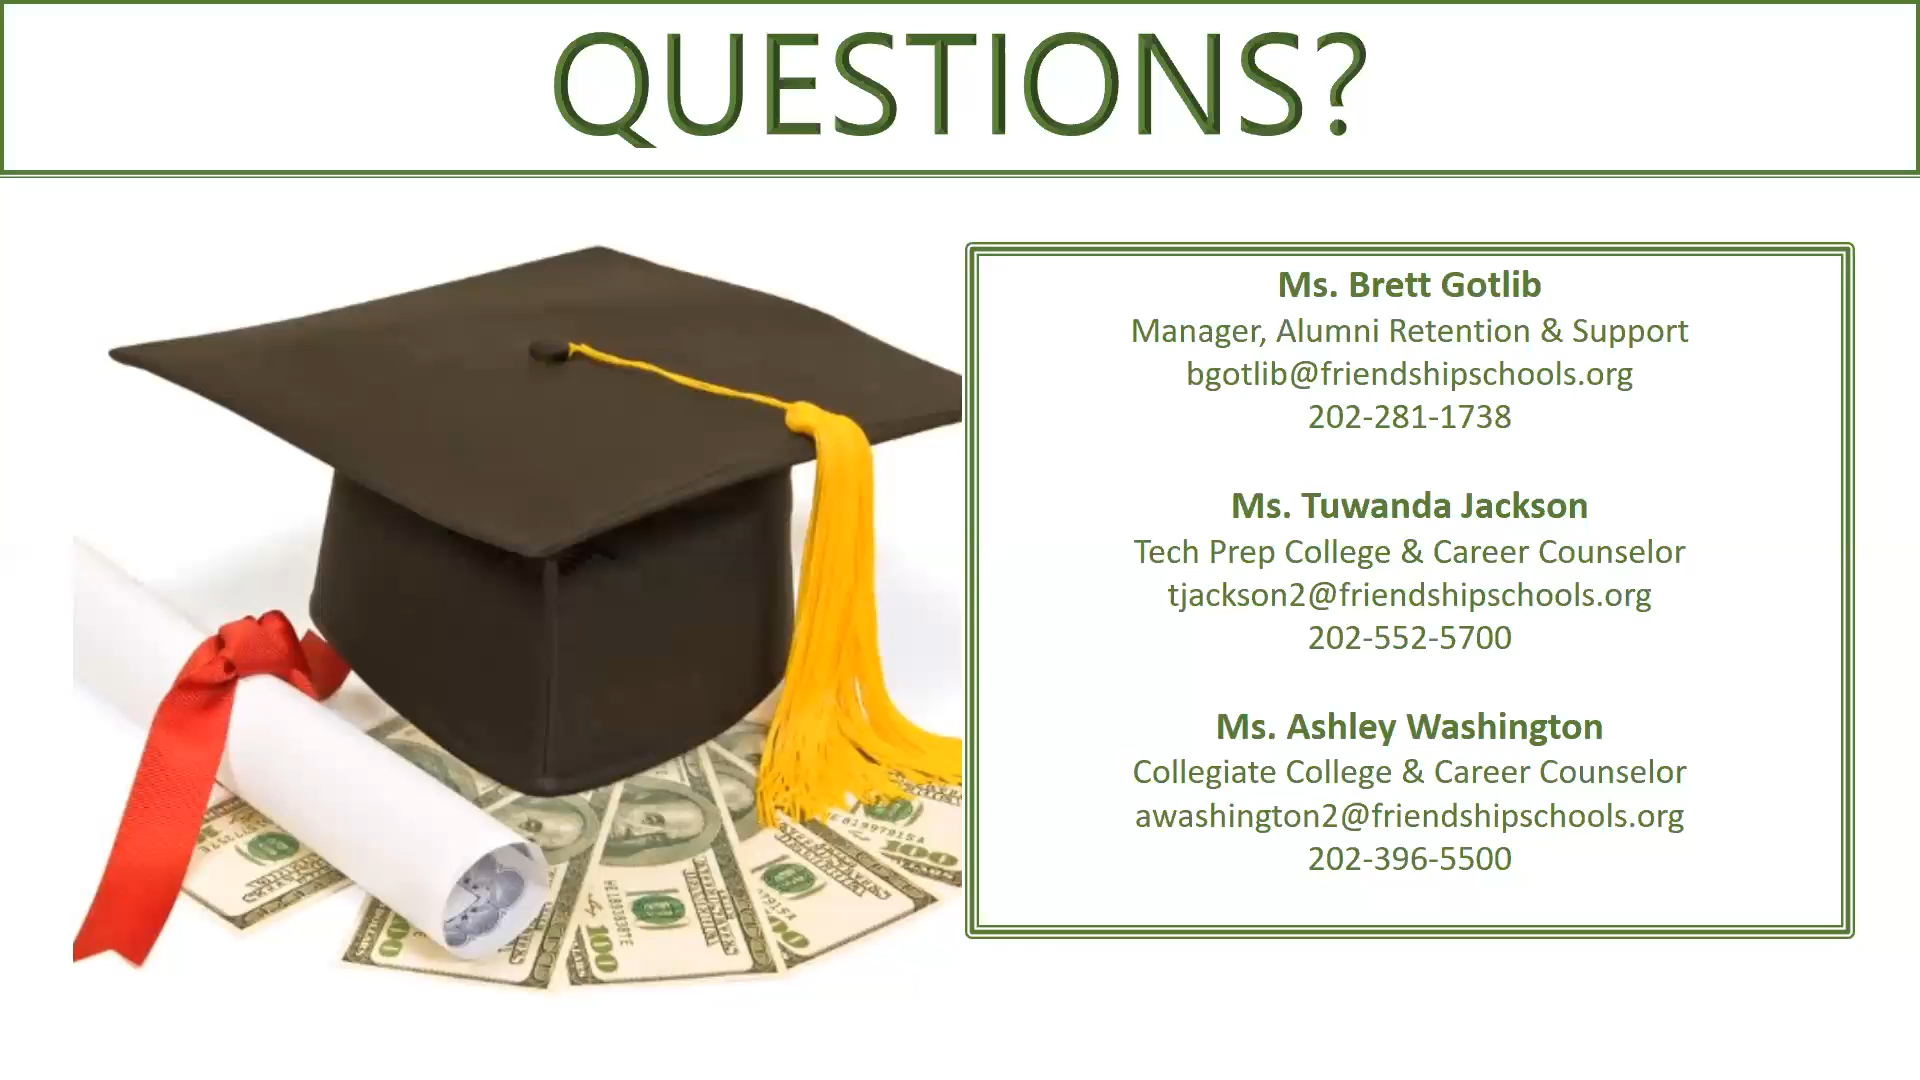 QUESTIONS?
Ms. Brett Gotlib
Manager, Alumni Retention & Support
bgotlib@friendshipschools.org
202-281-1738
Ms. Tuwanda Jackson
Tech Prep College & Career Counselor
tjackson2@friendshipschools.org
202-552-5700
Ms. Ashley Washington
Collegiate College & Career Counselor
awashington2@friendshipschools.org
202-396-5500
100
100